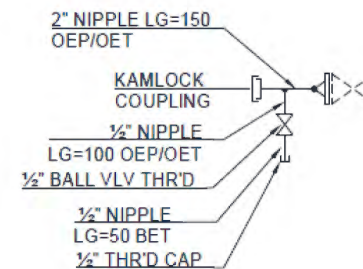 2" NIPPLE LG=150
OEP/OET
KAMLOCK
COUPLING
½" NIPPLE
LG=100 OEP/OET
½" BALL VLV THR'D
½" NIPPLE
LG=50 BET
½" THR'D CAP